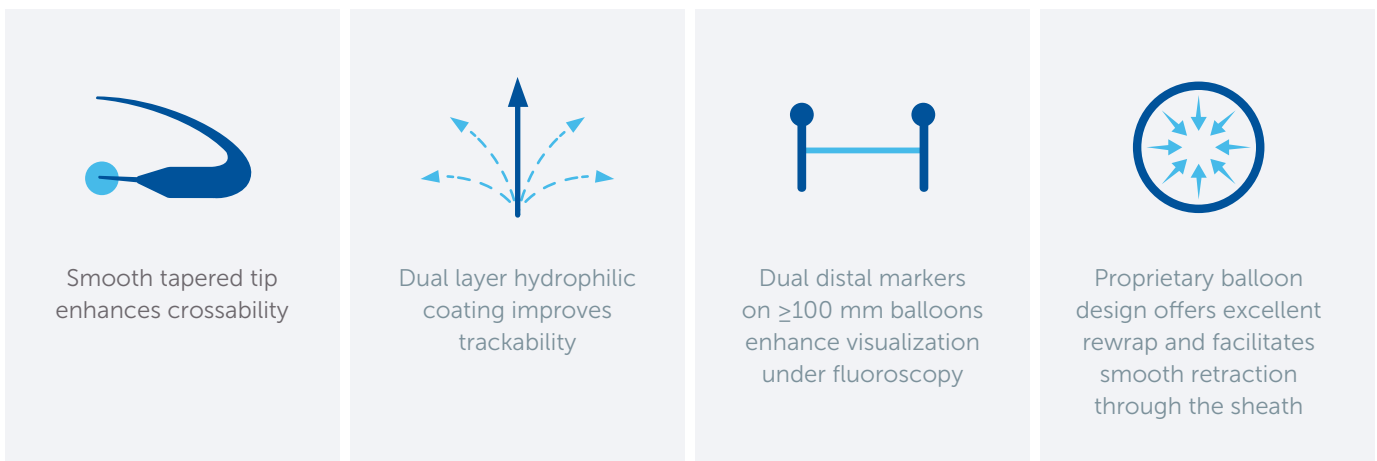 Smooth tapered tip
enhances crossability
Dual layer hydrophilic
coating improves
trackability
Dual distal markers
on ≥100 mm balloons
enhance visualization
under fluoroscopy
Proprietary balloon
design offers excellent
rewrap and facilitates
smooth retraction
through the sheath